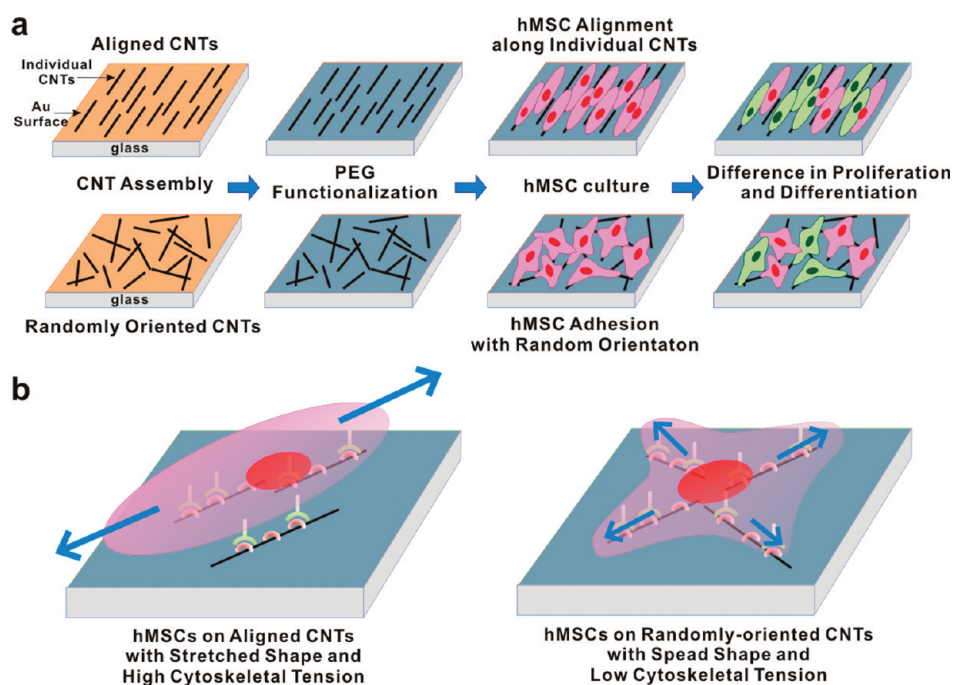 a
Aligned CNTs
Individual
CNTs
Au
Surface
glass
hMSC Alignment
along Individual CNTs
CNT Assembly
PEG
Functionalization
hMSC culture
Difference in Proliferation
and Differentiation
glass
Randomly Oriented CNTs
hMSC Adhesion
with Random Orientaton
b
hMSCs on Aligned CNTs
with Stretched Shape and
High Cytoskeletal Tension
hMSCs on Randomly-oriented CNTs
with Spead Shape and
Low Cytoskeletal Tension